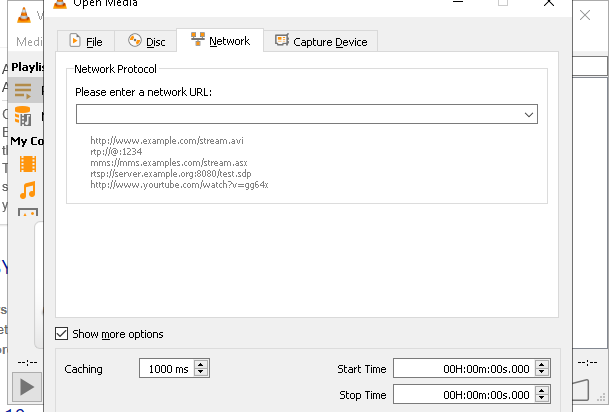 Open Media
Medi
File
Disc
Network
Capture Device
Playlis
Network Protocol
Please enter a network URL:
http://www.example.com/stream.avi
rtp://@:1234
mms://mms.examples.com/stream.asx
rtsp://server.example.org:8080/test.sdp
http://www.yourtube.com/watch?v=gg64x
My Co
Show more options
Caching
1000 ms
Start Time
00H:00m:00s.000
Stop Time
00H:00m:00s.000
--:--
--:--